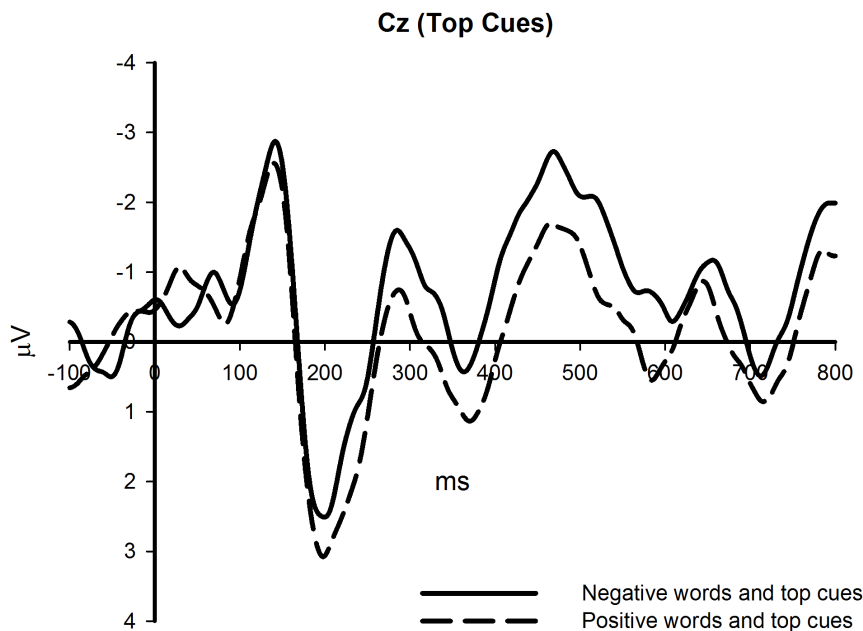 Cz (Top Cues)
-4
-3
-2
-1
0
1
2
3
4
µV
-100 0 100 200 300 400 500 600 700 800
ms
Negative words and top cues
Positive words and top cues